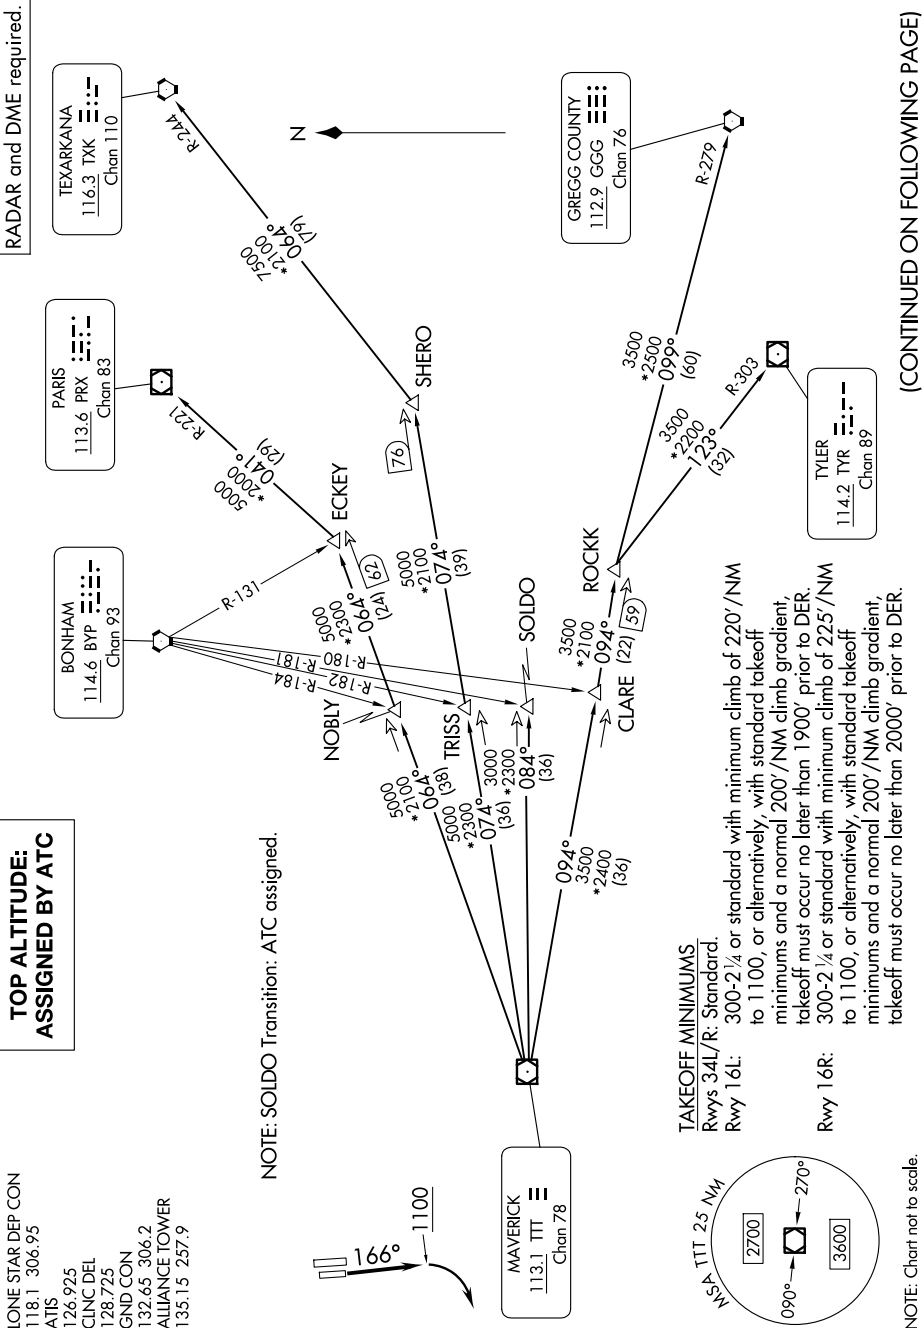 RADAR and DME required.
TOP ALTITUDE:
ASSIGNED BY ATC
LONE STAR DEP CON
118.1 306.95
ATIS
126.925
CLNC DEL
128.725
GND CON
132.65 306.2
ALLIANCE TOWER
135.15 257.9
NOTE: SOLDO Transition: ATC assigned.
BONHAM
114.6 BYP
Chan 93
PARIS
113.6 PRX
Chan 83
TEXARKANA
116.3 TXK
Chan 110
R-244
N
R-221
R-131
R-184
R-182
R-181
R-180
7500
*2100
064°
(79)
5000
*2000
041°
(29)
ECKEY
62
5000
*2300
064°
(24)
NOBLY
5000
*2100
064°
(38)
SHERO
76
5000
*2100
074°
(39)
TRISS
5000
*2300
074°
(36)
3000
*2300
084°
(36)
SOLDO
GREGG COUNTY
112.9 GGG
Chan 76
R-279
3500
*2500
099°
(60)
ROCKK
59
3500
*2100
094°
(22)
CLARE
094°
3500
*2400
(36)
3500
*2200
123°
(32)
R-303
TYLER
114.2 TYR
Chan 89
166°
1100
MAVERICK
113.1 TTT
Chan 78
MSA TTT 25 NM
2700
090°
270°
3600
TAKEOFF MINIMUMS
Rwys 34L/R: Standard.
Rwy 16L: 300-2¼ or standard with minimum climb of 220'/NM
to 1100, or alternatively, with standard takeoff
minimums and a normal 200'/NM climb gradient,
takeoff must occur no later than 1900' prior to DER.
Rwy 16R: 300-2¼ or standard with minimum climb of 225'/NM
to 1100, or alternatively, with standard takeoff
minimums and a normal 200'/NM climb gradient,
takeoff must occur no later than 2000' prior to DER.
NOTE: Chart not to scale.
(CONTINUED ON FOLLOWING PAGE)